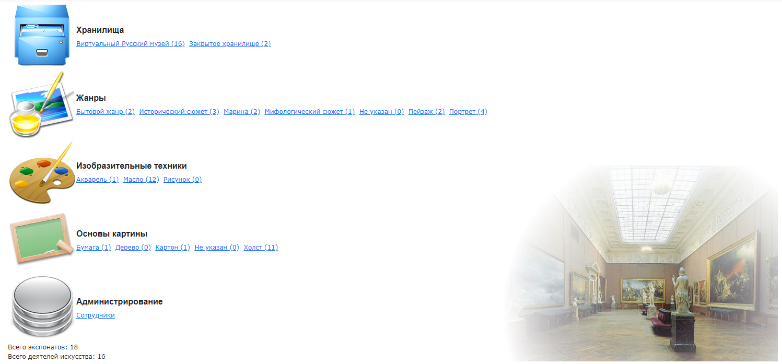 Хранилища
Виртуальный Русский музей (16) Закрытое хранилище (2)
Жанры
Бытовой жанр (2) Исторический сюжет (3) Марина (2) Мифологический сюжет (1) Не указан (0) Пейзаж (2) Портрет (4)
Изобразительные техники
Акварель (1) Масло (12) Рисунок (0)
Основы картины
Бумага (1) Дерево (0) Картон (1) Не указан (0) Холст (11)
Администрирование
Сотрудники
Всего экспонатов: 18
Всего деятелей искусства: 16